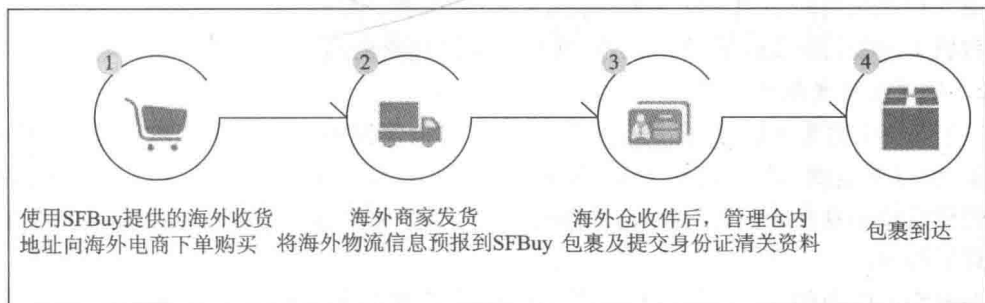 1
2
3
4
使用SFBuy提供的海外收货
地址向海外电商下单购买
海外商家发货
将海外物流信息预报到SFBuy
海外仓收件后，管理仓内
包裹及提交身份证清关资料
包裹到达